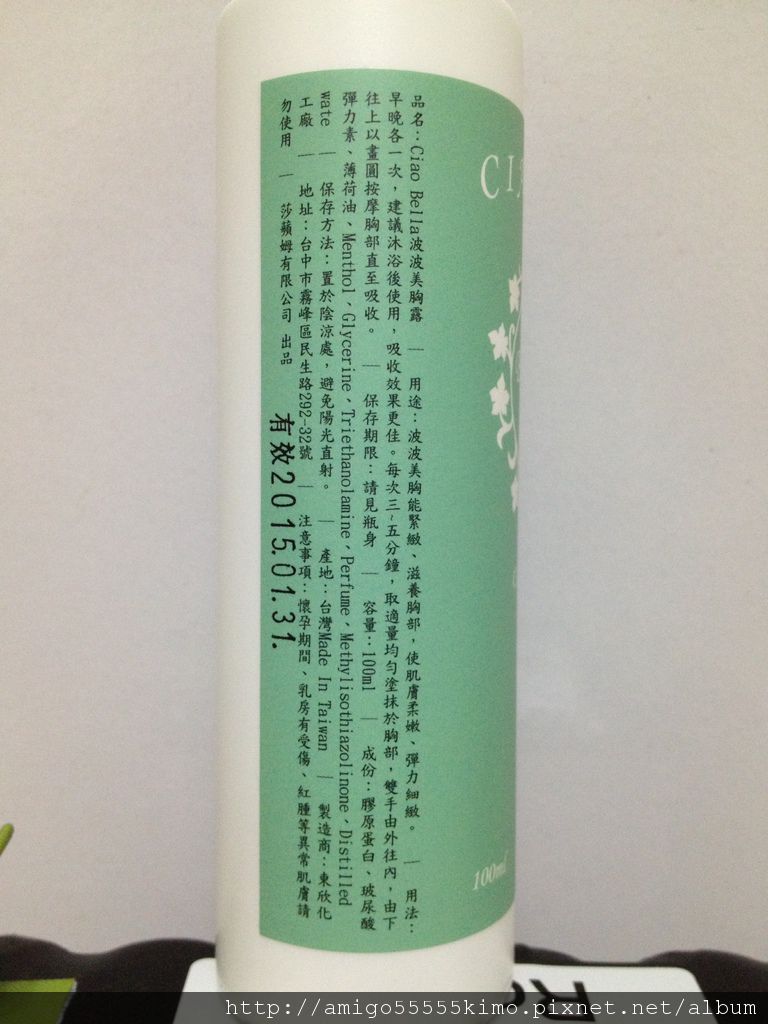 品名：Ciao Bella波波美胸露 ｜ 用途：波波美胸能緊緻、滋養胸部，使肌膚柔嫩、彈力細緻。 ｜ 用法：
早晚各一次，建議沐浴後使用，吸收效果更佳。每次三~五分鐘，取適量均勻塗抹於胸部，雙手由外往內，由下
往上以畫圓按摩胸部直至吸收。 ｜ 保存期限：請見瓶身 ｜ 容量：100ml ｜ 成份：膠原蛋白、玻尿酸
彈力素、薄荷油、Menthol、Glycerine、Triethanolamine、Perfume、Methylisothiazolinone、Distilled
wate ｜ 保存方法：置於陰涼處，避免陽光直射。 ｜ 產地：台灣Made In Taiwan ｜ 製造商：東欣化
工廠 ｜ 地址：台中市霧峰區民生路292-32號 ｜ 注意事項：懷孕期間、乳房有受傷、紅腫等異常肌膚請
勿使用 ｜ 莎蘋姆有限公司 出品
有效2015.01.31.
100ml
http://amigo55555kimo.pixnet.net/album